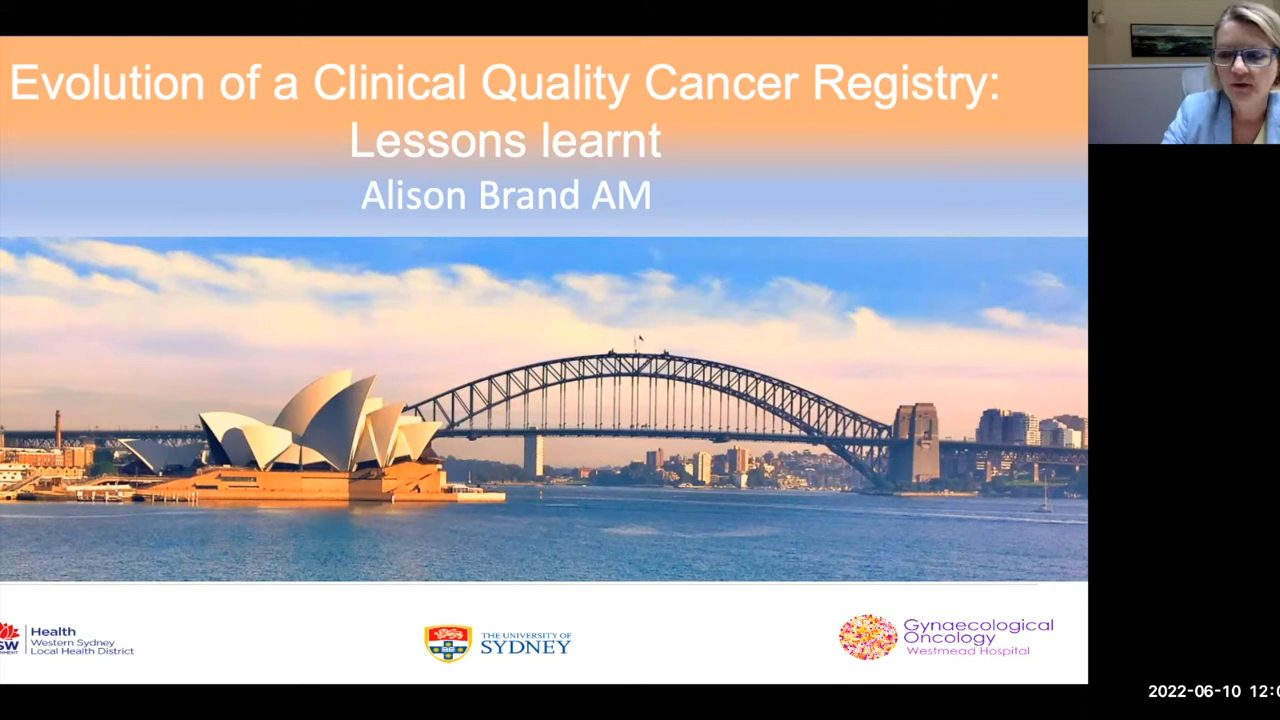 Evolution of a Clinical Quality Cancer Registry:
Lessons learnt
Alison Brand AM
Health
Western Sydney
Local Health District
THE UNIVERSITY OF
SYDNEY
Gynaecological
Oncology
Westmead Hospital
2022-06-10 12:0